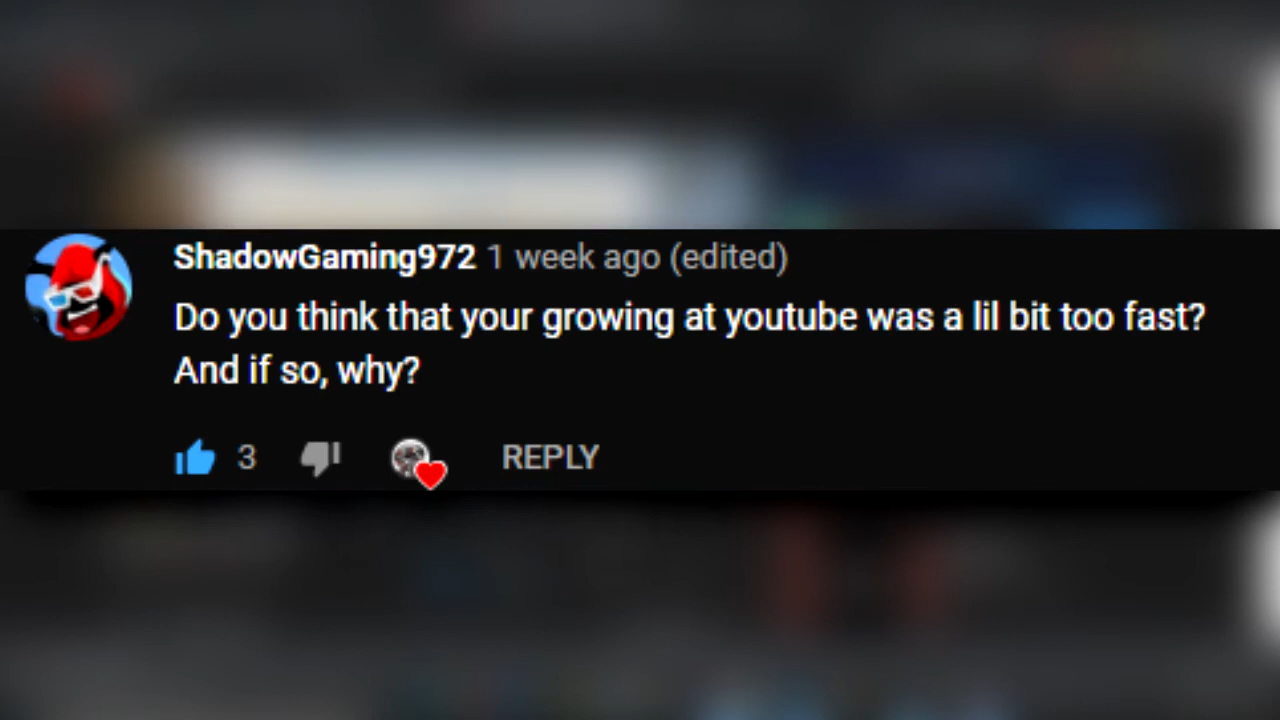 ShadowGaming972 1 week ago (edited)
Do you think that your growing at youtube was a lil bit too fast?
And if so, why?
3 REPLY